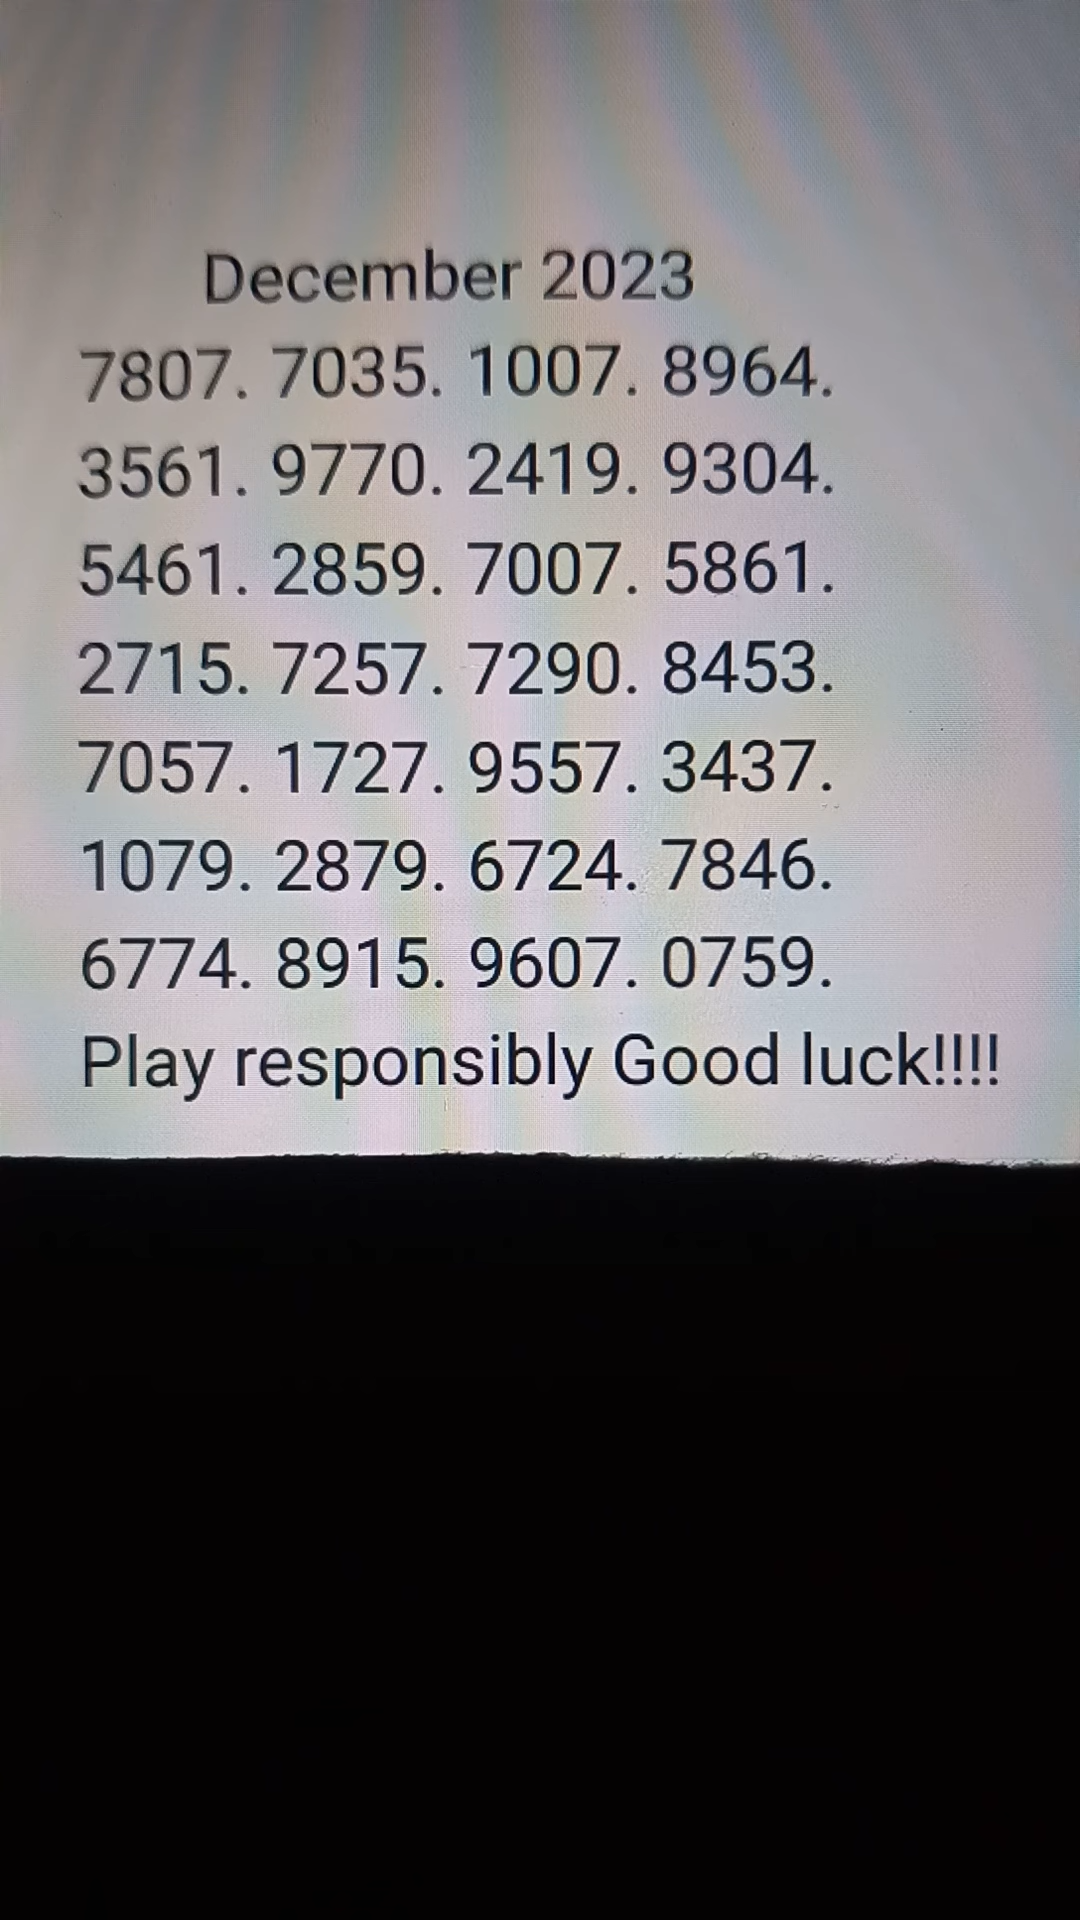 December 2023
7807. 7035. 1007. 8964.
3561. 9770. 2419. 9304.
5461. 2859. 7007. 5861.
2715. 7257. 7290. 8453.
7057. 1727. 9557. 3437.
1079. 2879. 6724. 7846.
6774. 8915. 9607. 0759.
Play responsibly Good luck!!!!